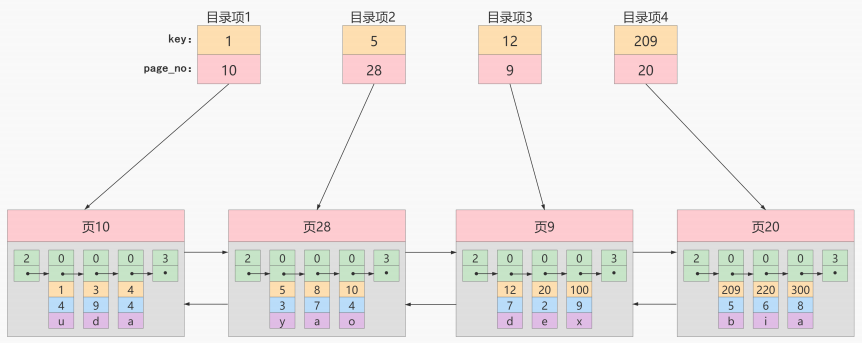 目录项1 目录项2 目录项3 目录项4
key: 1 5 12 209
page_no: 10 28 9 20
页10 页28 页9 页20
2 0 0 0 3 2 0 0 0 3 2 0 0 0 3 2 0 0 0 3
1 3 4 5 8 10 12 20 100 209 220 300
4 9 4 3 7 4 7 2 9 5 6 8
u d a y a o d e x b i a